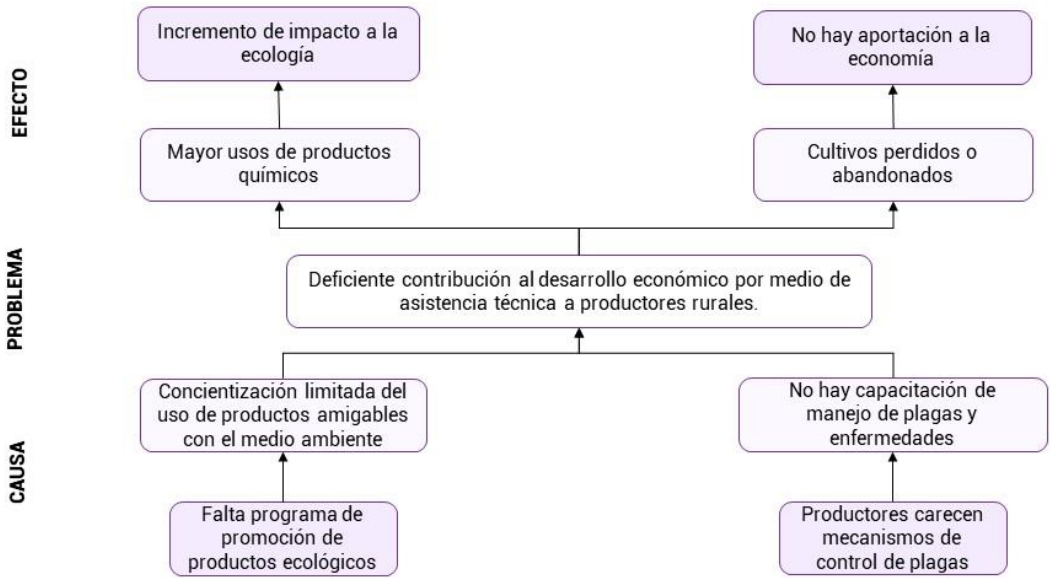 EFECTO
Incremento de impacto a la
ecología
No hay aportación a la
economía
Mayor usos de productos
químicos
Cultivos perdidos o
abandonados
PROBLEMA
Deficiente contribución al desarrollo económico por medio de
asistencia técnica a productores rurales.
CAUSA
Concientización limitada del
uso de productos amigables
con el medio ambiente
No hay capacitación de
manejo de plagas y
enfermedades
Falta programa de
promoción de
productos ecológicos
Productores carecen
mecanismos de
control de plagas